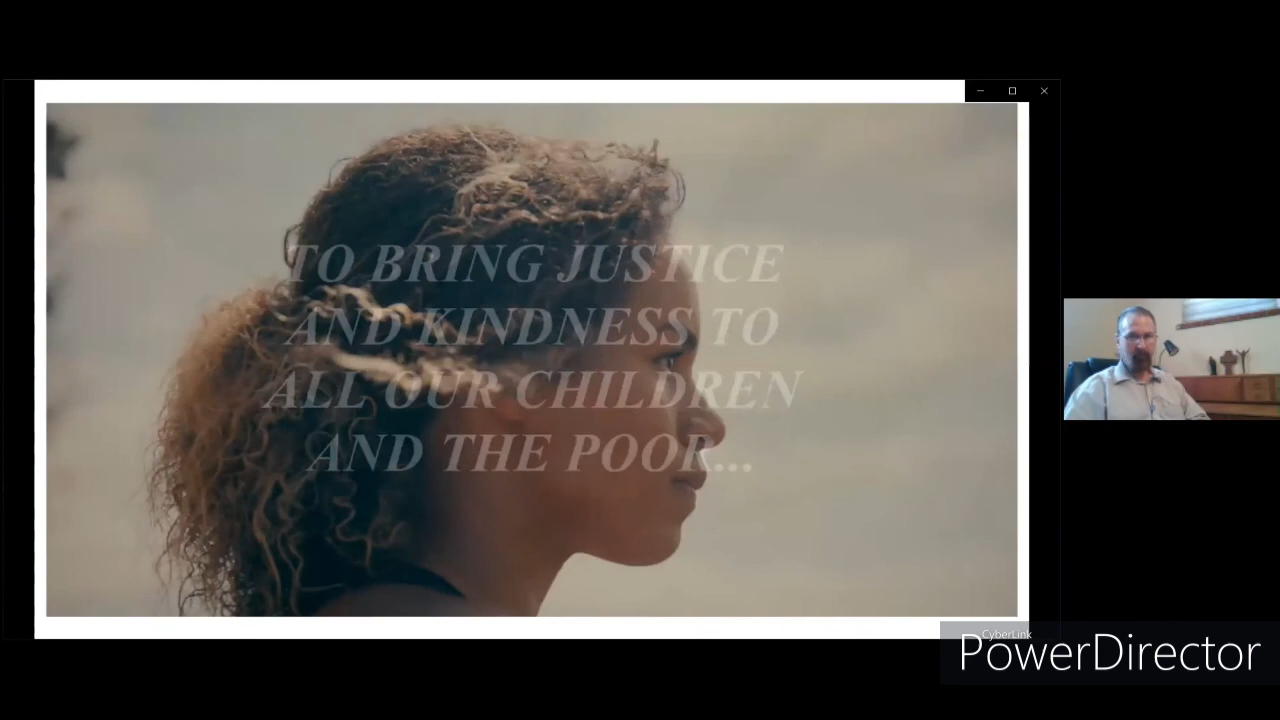 TO BRING JUSTICE
AND KINDNESS TO
ALL OUR CHILDREN
AND THE POOR...
CyberLink
PowerDirector